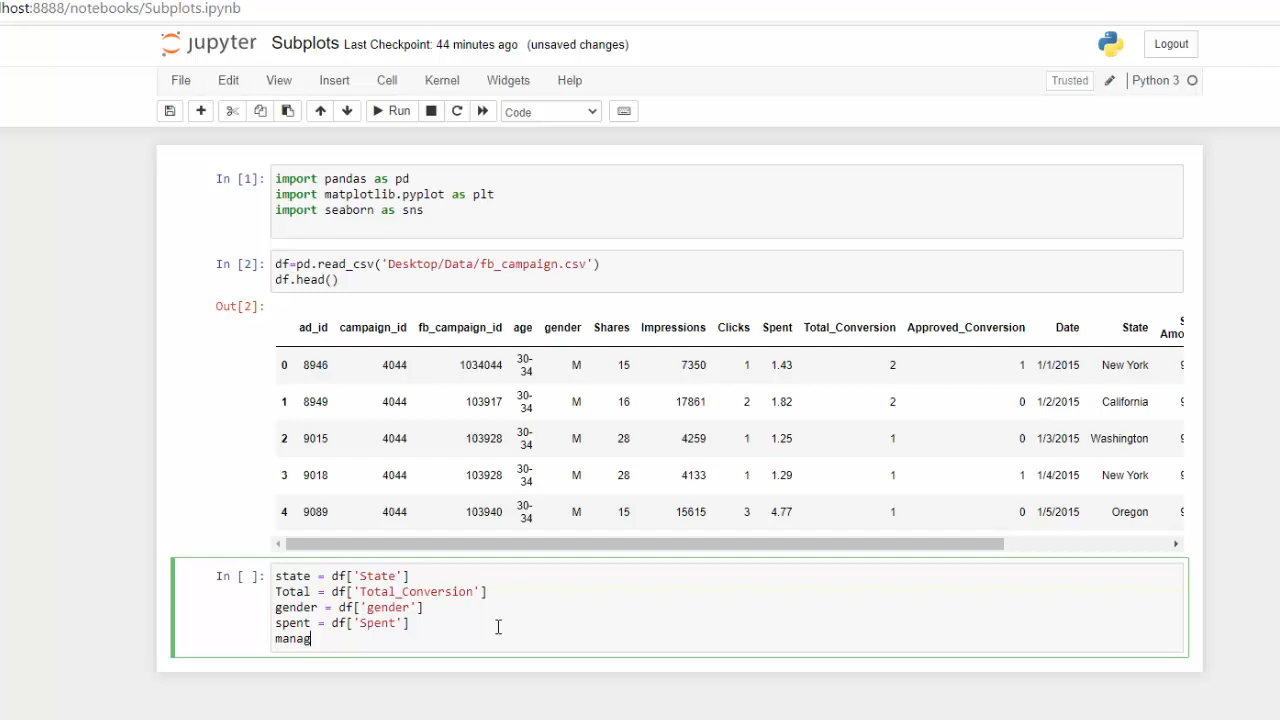 lhost:8888/notebooks/Subplots.ipynb
jupyter Subplots Last Checkpoint: 44 minutes ago (unsaved changes)
Logout
File Edit View Insert Cell Kernel Widgets Help
Trusted Python 3
Run Code
In [1]: import pandas as pd
import matplotlib.pyplot as plt
import seaborn as sns
In [2]: df=pd.read_csv('Desktop/Data/fb_campaign.csv')
df.head()
Out[2]:
ad_id campaign_id fb_campaign_id age gender Shares Impressions Clicks Spent Total_Conversion Approved_Conversion Date State S
Amo
0 8946 4044 1034044 30-34 M 15 7350 1 1.43 2 1 1/1/2015 New York
1 8949 4044 103917 30-34 M 16 17861 2 1.82 2 0 1/2/2015 California
2 9015 4044 103928 30-34 M 28 4259 1 1.25 1 0 1/3/2015 Washington
3 9018 4044 103928 30-34 M 28 4133 1 1.29 1 1 1/4/2015 New York
4 9089 4044 103940 30-34 M 15 15615 3 4.77 1 0 1/5/2015 Oregon
In [ ]: state = df['State']
Total = df['Total_Conversion']
gender = df['gender']
spent = df['Spent']
manag